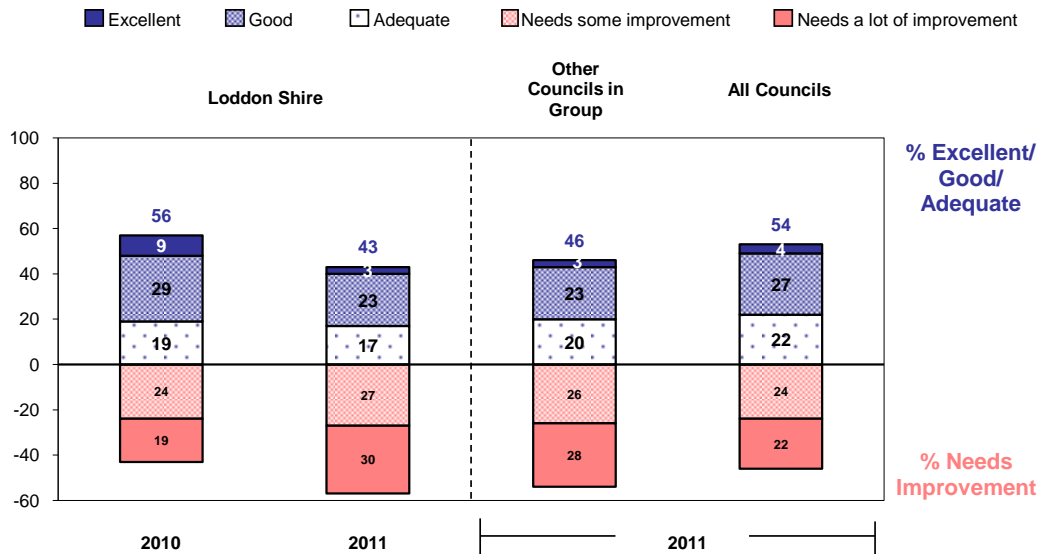 Excellent Good Adequate Needs some improvement Needs a lot of improvement
Loddon Shire
Other
Councils in
Group
All Councils
100
80
60
40
20
0
-20
-40
-60
56
9
29
19
24
19
43
3
23
17
27
30
46
3
23
20
26
28
54
4
27
22
24
22
% Excellent/
Good/
Adequate
% Needs
Improvement
2010 2011 2011